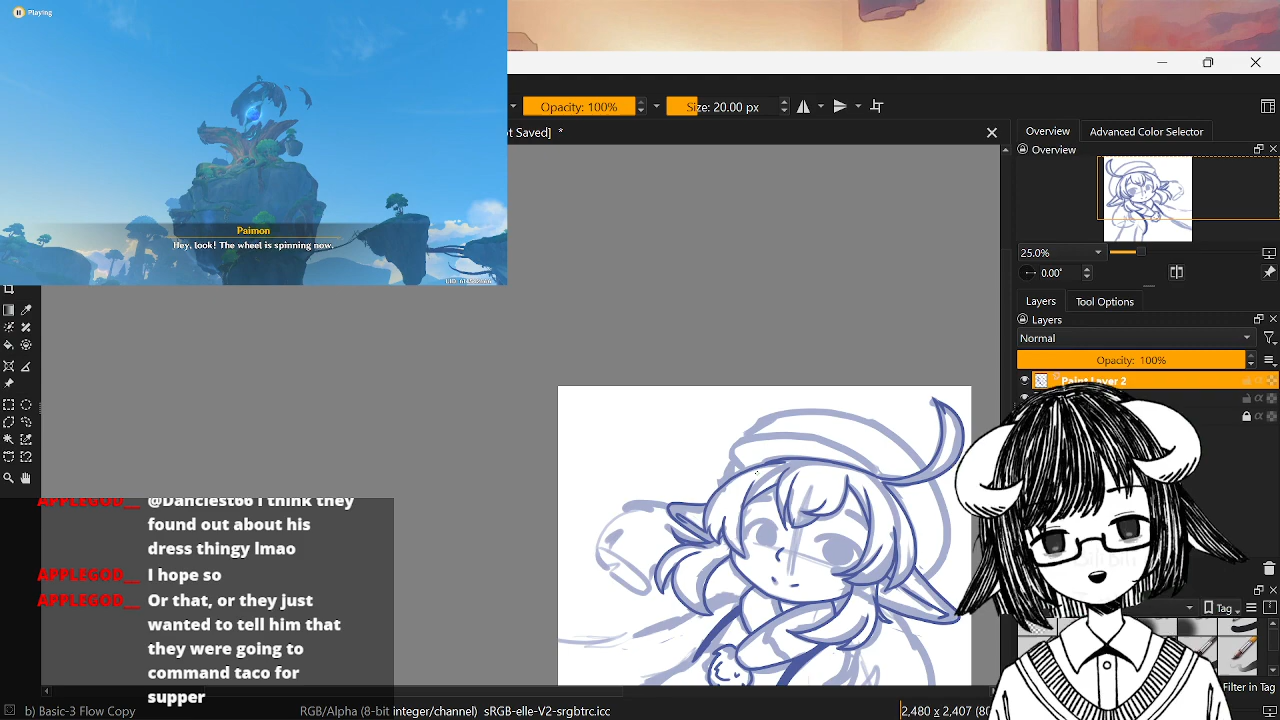 Playing
Paimon
Hey, look! The wheel is spinning now.
Opacity: 100%
Size: 20.00 px
ot Saved] *
Overview
Advanced Color Selector
Overview
25.0%
0.00°
Layers
Tool Options
Layers
Normal
Opacity: 100%
Paint Layer 2
APPLEGOD__ @Danciest66 I think they
found out about his
dress thingy lmao
APPLEGOD__ I hope so
APPLEGOD__ Or that, or they just
wanted to tell him that
they were going to
command taco for
supper
Tag
Filter in Tag
b) Basic-3 Flow Copy
RGB/Alpha (8-bit integer/channel) sRGB-elle-V2-srgbtrc.icc
2,480 x 2,407 (80